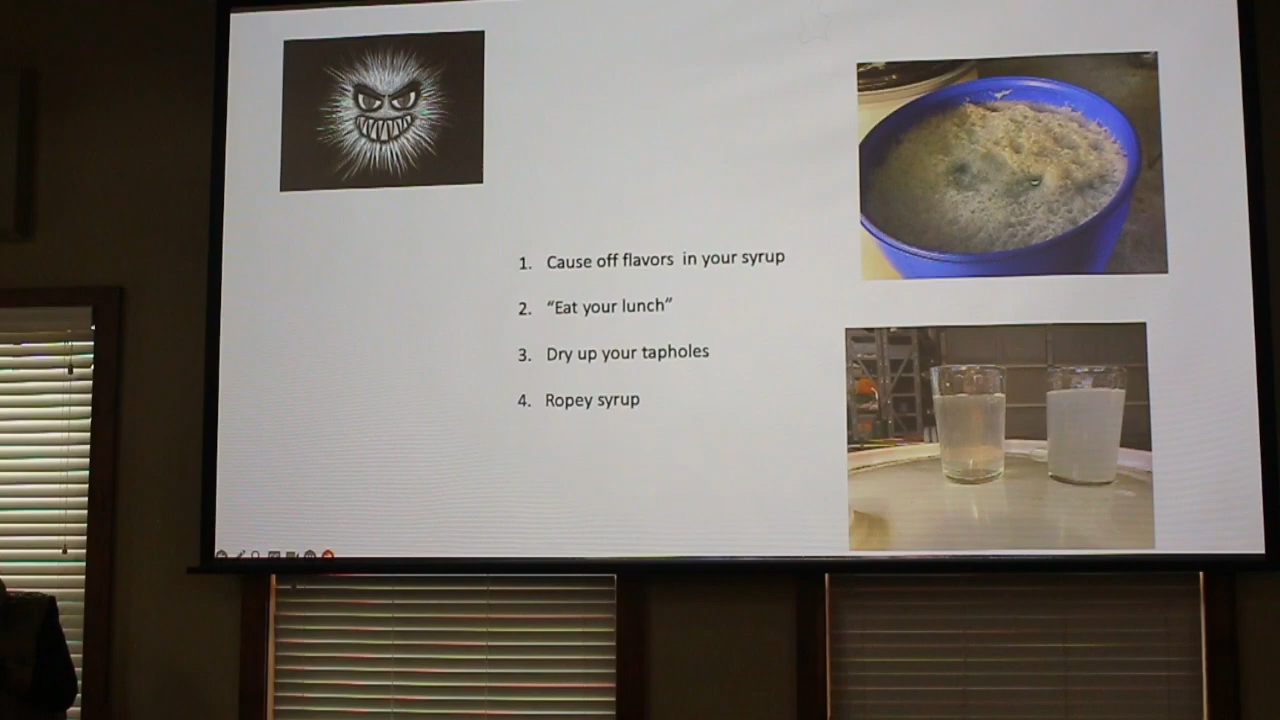 1. Cause off flavors in your syrup
2. “Eat your lunch”
3. Dry up your tapholes
4. Ropey syrup